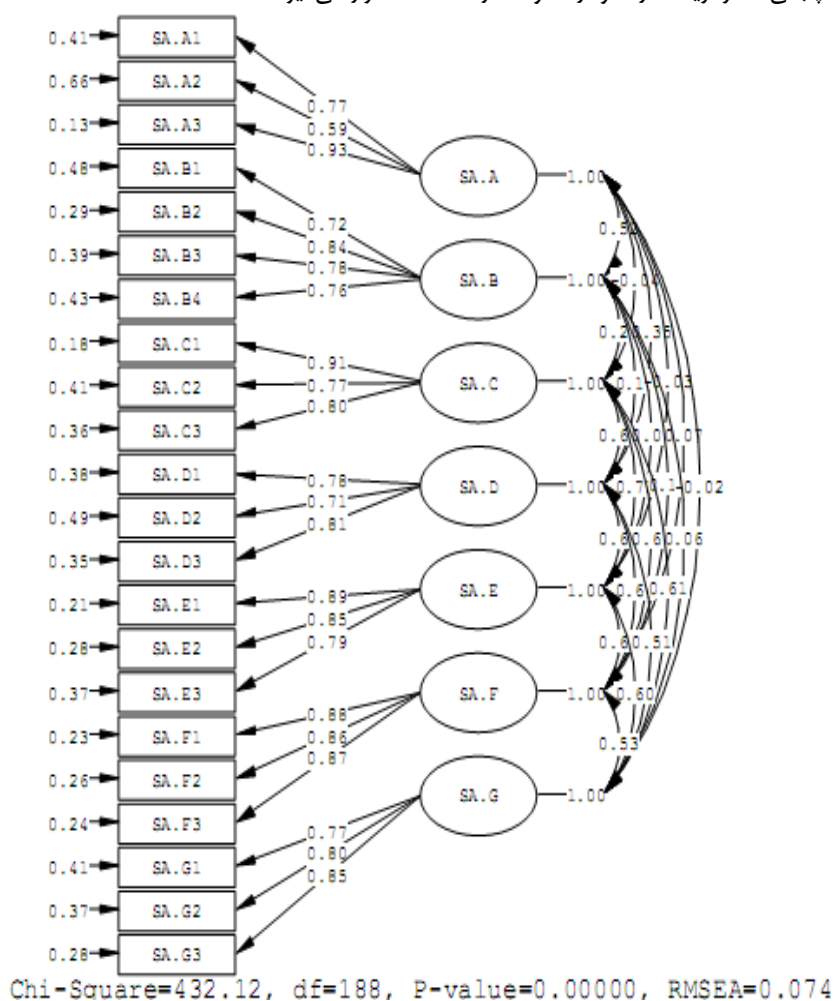 0.41 SA.A1
0.66 SA.A2
0.77
0.59
0.13 SA.A3
0.93
0.48 SA.B1
SA.A 1.00
0.29 SA.B2
0.72
0.84
0.39 SA.B3
0.78
0.76
SA.B 1.00
0.43 SA.B4
0.18 SA.C1
0.91
0.41 SA.C2
0.77
SA.C 1.00
0.80
0.36 SA.C3
0.38 SA.D1
0.78
0.71
0.49 SA.D2
SA.D 1.00
-0.02
0.81
0.35 SA.D3
0.06
0.21 SA.E1
0.89
0.85
SA.E 1.00
0.61
0.28 SA.E2
0.79
0.51
0.37 SA.E3
0.88
SA.F 1.00
0.60
0.23 SA.F1
0.86
0.87
0.53
0.26 SA.F2
SA.G 1.00
0.24 SA.F3
0.77
0.80
0.41 SA.G1
0.85
0.37 SA.G2
0.28 SA.G3
Chi-Square=432.12, df=188, P-value=0.00000, RMSEA=0.074